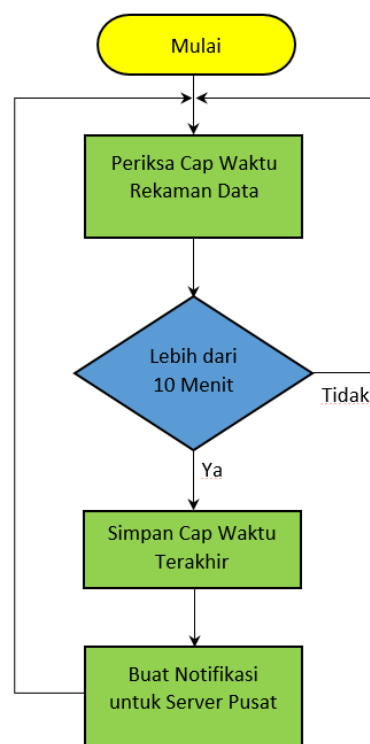 Mulai
Periksa Cap Waktu
Rekaman Data
Lebih dari
10 Menit
Tidak
Ya
Simpan Cap Waktu
Terakhir
Buat Notifikasi
untuk Server Pusat